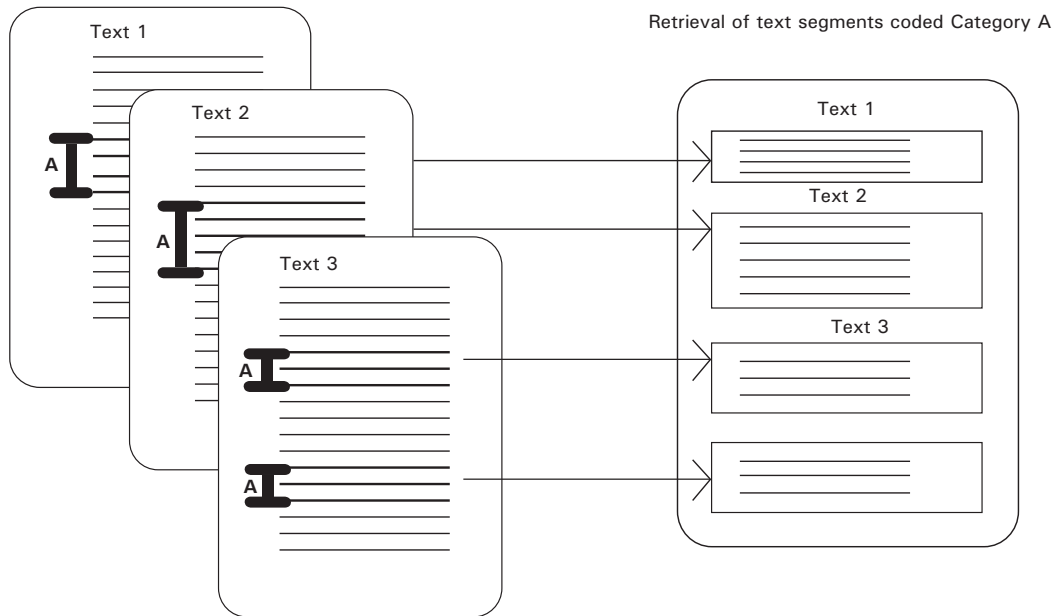 Retrieval of text segments coded Category A
Text 1
A
Text 2
A
Text 3
A
A
Text 1
Text 2
Text 3